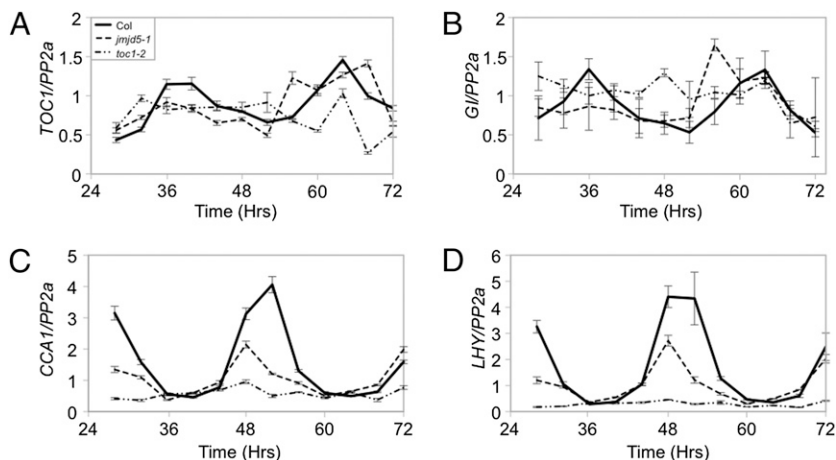 A
Col
jmjd5-1
toc1-2
TOC1/PP2a
2
1.5
1
0.5
0
24 36 48 60 72
Time (Hrs)
B
GI/PP2a
2
1.5
1
0.5
0
24 36 48 60 72
Time (Hrs)
C
CCA1/PP2a
5
4
3
2
1
0
24 36 48 60 72
Time (Hrs)
D
LHY/PP2a
6
5
4
3
2
1
0
24 36 48 60 72
Time (Hrs)